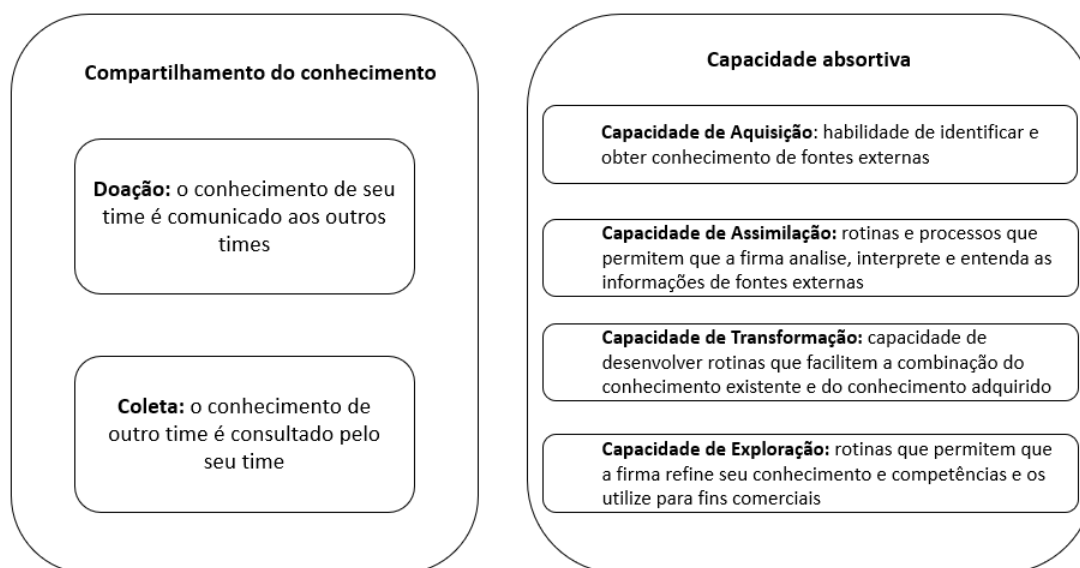 Compartilhamento do conhecimento
Doação: o conhecimento de seu
time é comunicado aos outros
times
Coleta: o conhecimento de
outro time é consultado pelo
seu time
Capacidade absortiva
Capacidade de Aquisição: habilidade de identificar e
obter conhecimento de fontes externas
Capacidade de Assimilação: rotinas e processos que
permitem que a firma analise, interprete e entenda as
informações de fontes externas
Capacidade de Transformação: capacidade de
desenvolver rotinas que facilitem a combinação do
conhecimento existente e do conhecimento adquirido
Capacidade de Exploração: rotinas que permitem que
a firma refine seu conhecimento e competências e os
utilize para fins comerciais